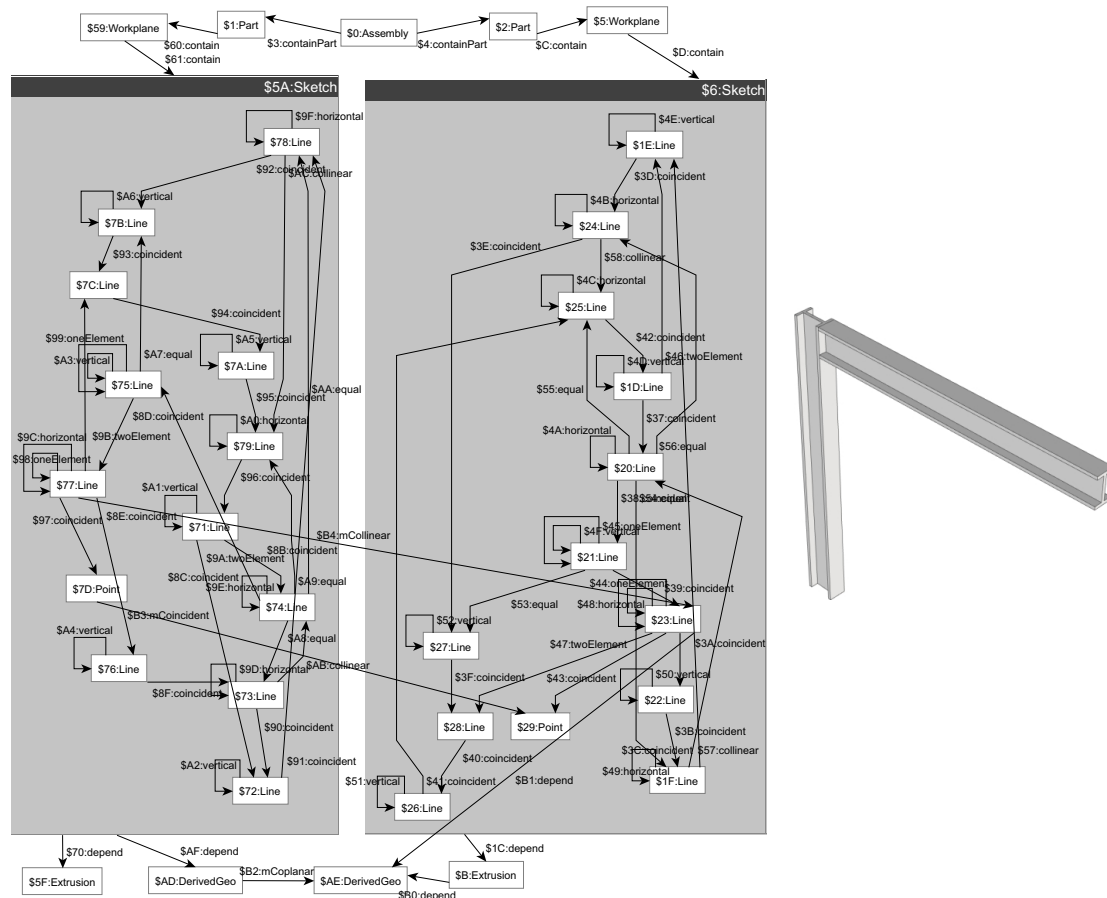 $59:Workplane
$1:Part
$0:Assembly
$2:Part
$5:Workplane
$60:contain
$61:contain
$3:containPart
$4:containPart
$C:contain
$D:contain
$5A:Sketch
$9F:horizontal
$78:Line
$92:coincident
$AC:collinear
$A6:vertical
$7B:Line
$93:coincident
$7C:Line
$94:coincident
$99:oneElement
$A3:vertical
$A7:equal
$A5:vertical
$7A:Line
$75:Line
$AA:equal
$95:coincident
$8D:coincident
$A0:horizontal
$9C:horizontal
$9B:twoElement
$79:Line
$98:oneElement
$77:Line
$96:coincident
$A1:vertical
$97:coincident
$8E:coincident
$71:Line
$B4:mCollinear
$8B:coincident
$9A:twoElement
$8C:coincident
$9E:horizontal
$A9:equal
$7D:Point
$74:Line
$B3:mCoincident
$A4:vertical
$A8:equal
$76:Line
$9D:horizontal
$AB:collinear
$8F:coincident
$73:Line
$90:coincident
$A2:vertical
$91:coincident
$72:Line
$6:Sketch
$4E:vertical
$1E:Line
$3D:coincident
$4B:horizontal
$24:Line
$3E:coincident
$58:collinear
$4C:horizontal
$25:Line
$42:coincident
$4D:vertical
$46:twoElement
$55:equal
$1D:Line
$37:coincident
$4A:horizontal
$56:equal
$20:Line
$38:coincident
$54:equal
$45:oneElement
$4F:vertical
$21:Line
$44:oneElement
$39:coincident
$53:equal
$48:horizontal
$23:Line
$52:vertical
$27:Line
$47:twoElement
$3A:coincident
$3F:coincident
$43:coincident
$50:vertical
$22:Line
$28:Line
$29:Point
$3B:coincident
$40:coincident
$3C:coincident
$57:collinear
$51:vertical
$41:coincident
$B1:depend
$49:horizontal
$1F:Line
$26:Line
$70:depend
$AF:depend
$1C:depend
$5F:Extrusion
$AD:DerivedGeo
$B2:mCoplanar
$AE:DerivedGeo
$B:Extrusion
$B0:depend